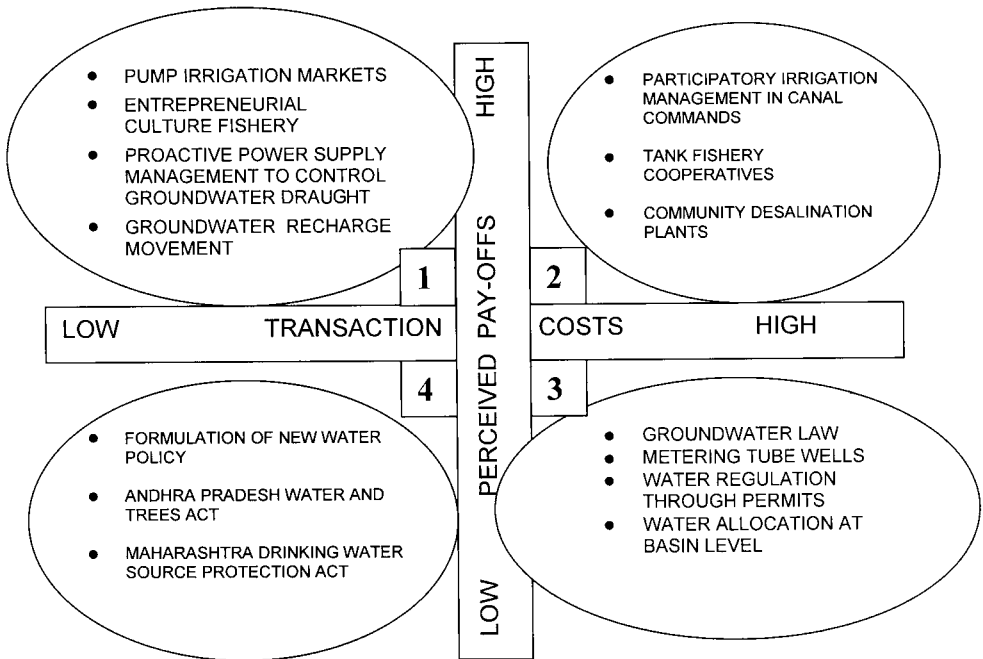 ● PUMP IRRIGATION MARKETS
● ENTREPRENEURIAL
CULTURE FISHERY
● PROACTIVE POWER SUPPLY
MANAGEMENT TO CONTROL
GROUNDWATER DRAUGHT
● GROUNDWATER RECHARGE
MOVEMENT
● PARTICIPATORY IRRIGATION
MANAGEMENT IN CANAL
COMMANDS
● TANK FISHERY
COOPERATIVES
● COMMUNITY DESALINATION
PLANTS
1
2
LOW TRANSACTION COSTS HIGH
LOW PERCEIVED PAY-OFFS HIGH
4
3
● FORMULATION OF NEW WATER
POLICY
● ANDHRA PRADESH WATER AND
TREES ACT
● MAHARASHTRA DRINKING WATER
SOURCE PROTECTION ACT
● GROUNDWATER LAW
● METERING TUBE WELLS
● WATER REGULATION
THROUGH PERMITS
● WATER ALLOCATION AT
BASIN LEVEL